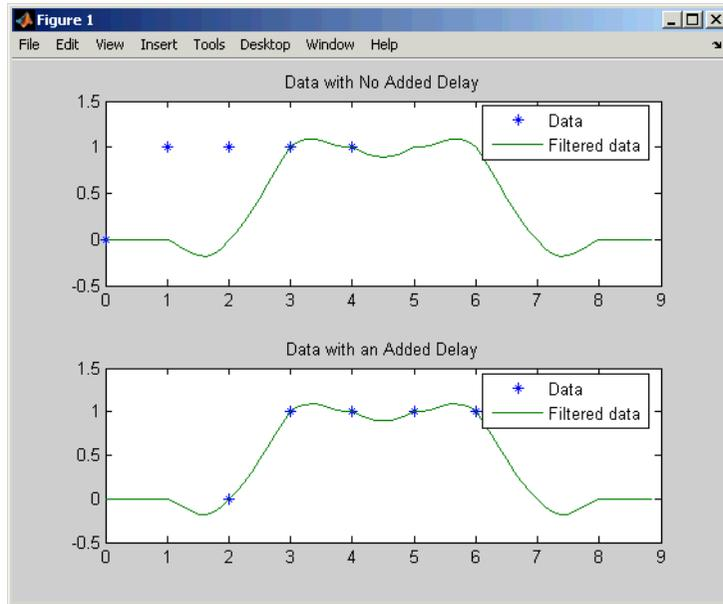 Figure 1
File Edit View Insert Tools Desktop Window Help
Data with No Added Delay
1.5
1
0.5
0
-0.5
0 1 2 3 4 5 6 7 8 9
Data
Filtered data
Data with an Added Delay
1.5
1
0.5
0
-0.5
0 1 2 3 4 5 6 7 8 9
Data
Filtered data